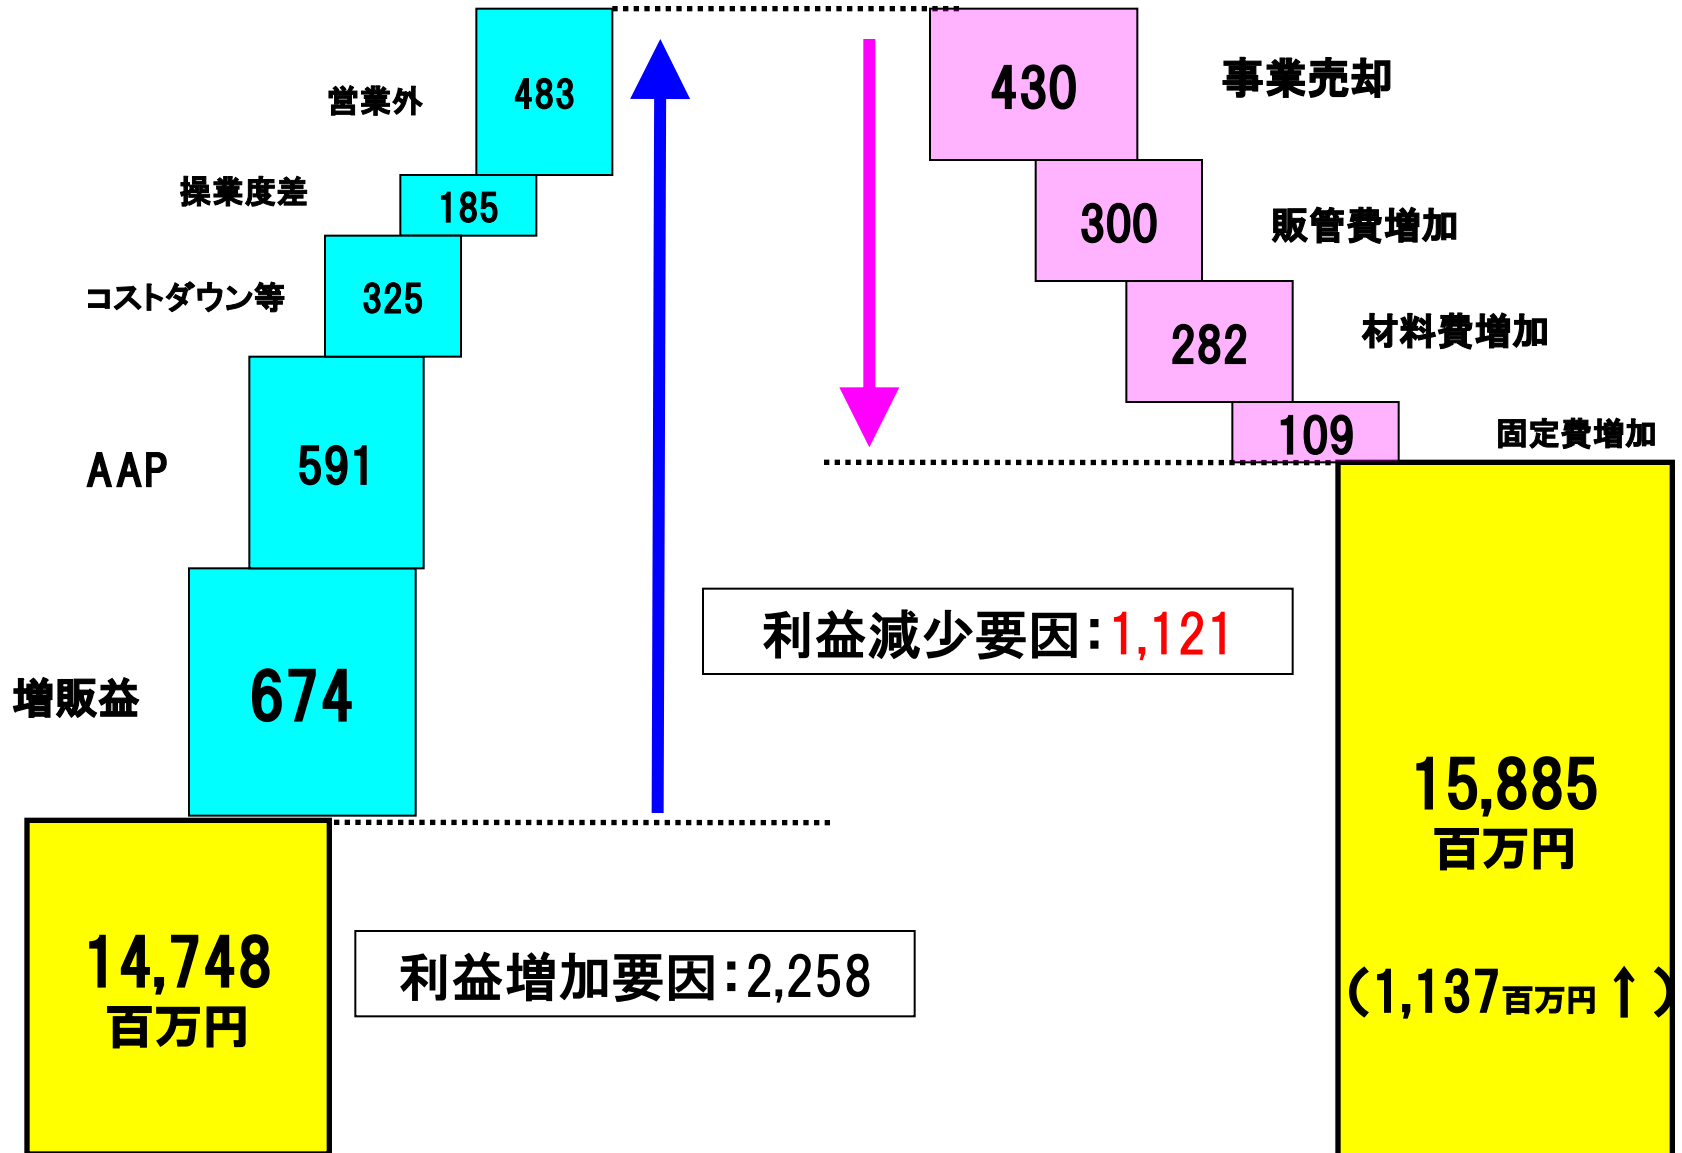 営業外
483
操業度差
185
コストダウン等
325
AAP
591
増販益
674
14,748
百万円
利益増加要因：2,258
430
事業売却
300
販管費増加
282
材料費増加
109
固定費増加
利益減少要因：1,121
15,885
百万円
（1,137百万円↑）